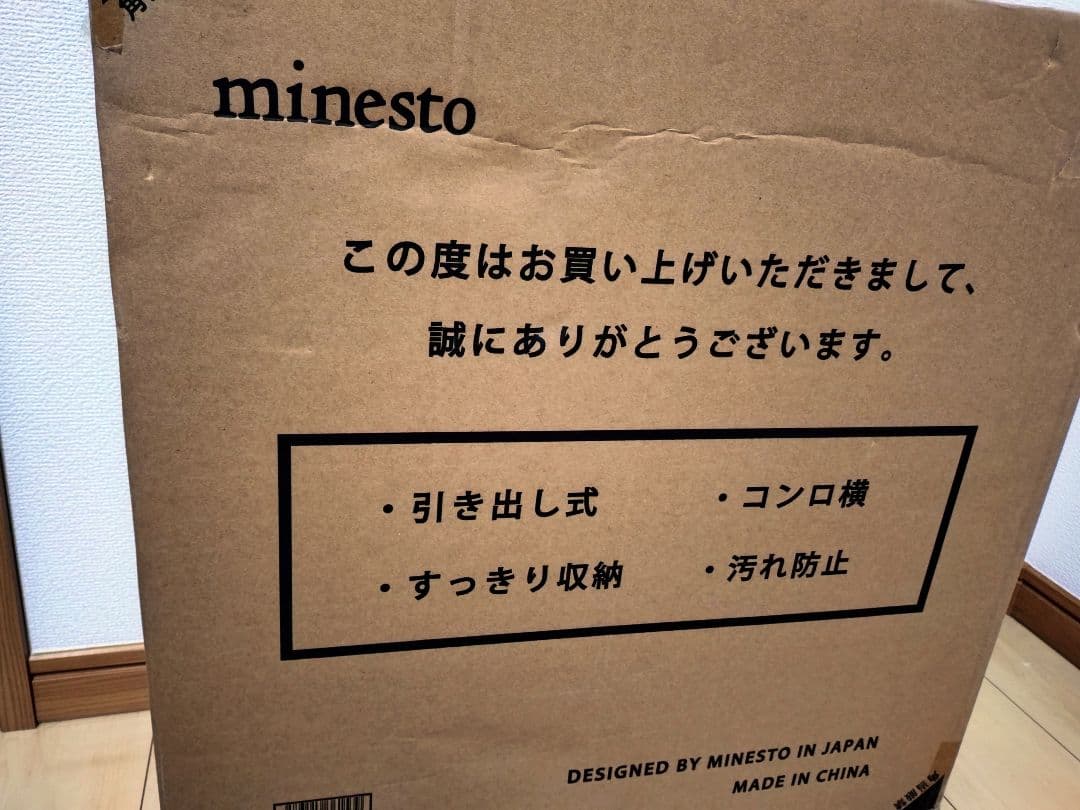 minesto
この度はお買い上げいただきまして、
誠にありがとうございます。
・引き出し式 ・コンロ横
・すっきり収納 ・汚れ防止
DESIGNED BY MINESTO IN JAPAN
MADE IN CHINA